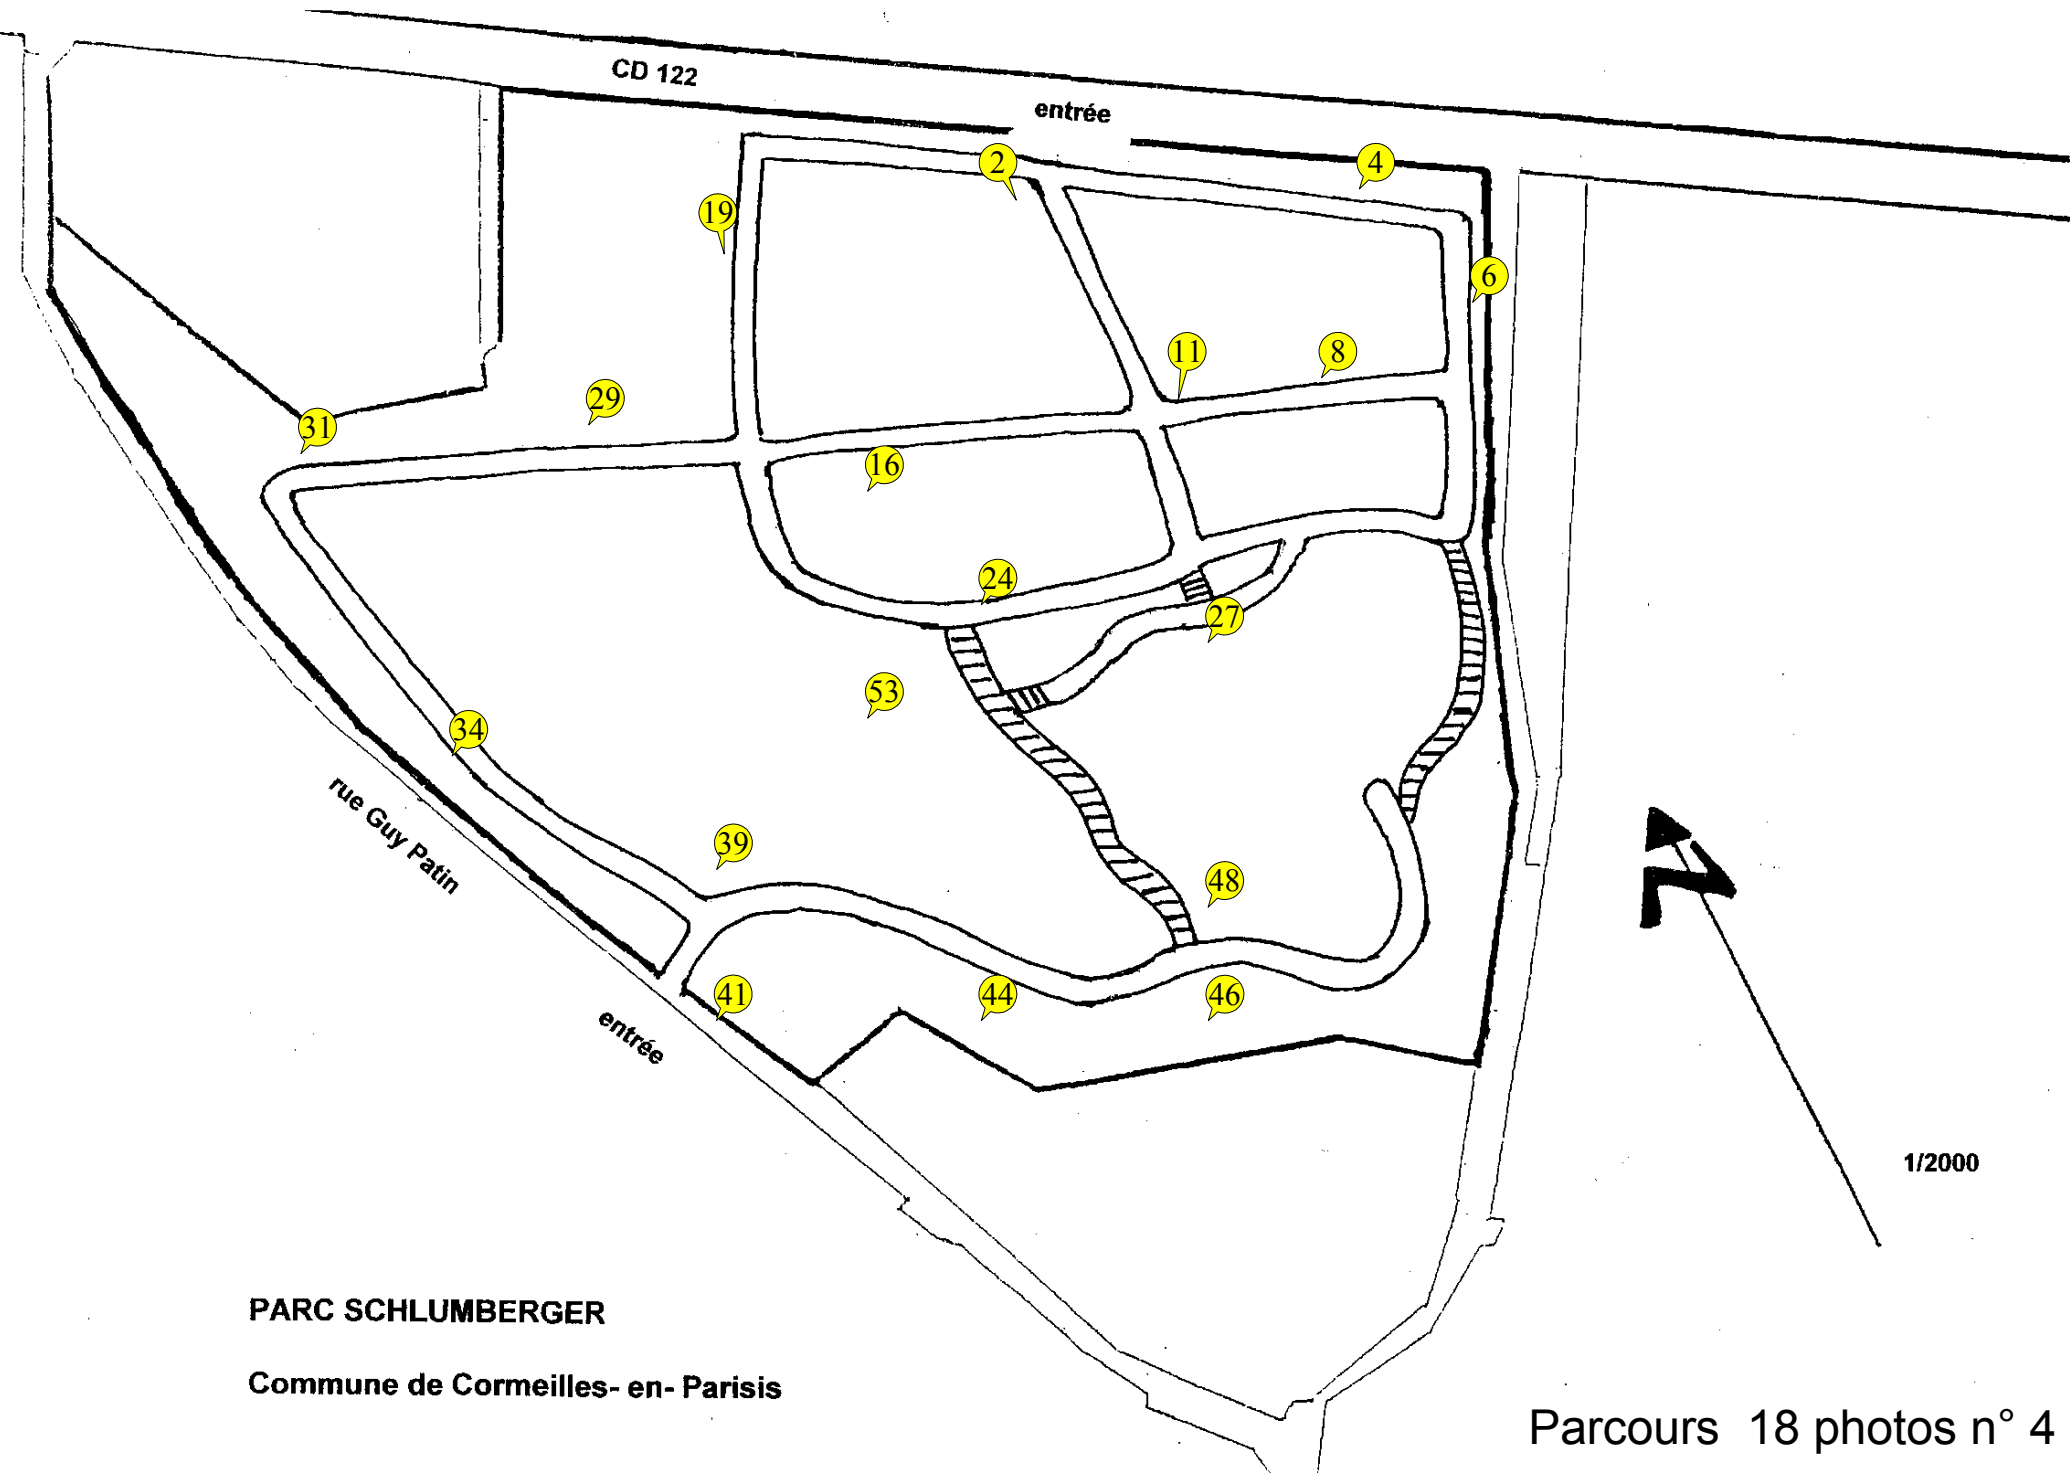 CD 122
entrée
2
4
19
6
11
8
29
31
16
24
27
53
34
rue Guy Patin
39
48
41
44
46
entrée
N
1/2000
PARC SCHLUMBERGER
Commune de Cormeilles- en- Parisis
Parcours 18 photos n° 4